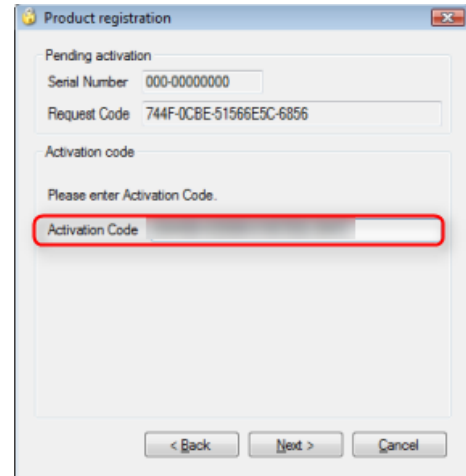 Product registration
Pending activation
Serial Number 000-00000000
Request Code 744F-0CBE-51566E5C-6856
Activation code
Please enter Activation Code.
Activation Code
< Back Next > Cancel